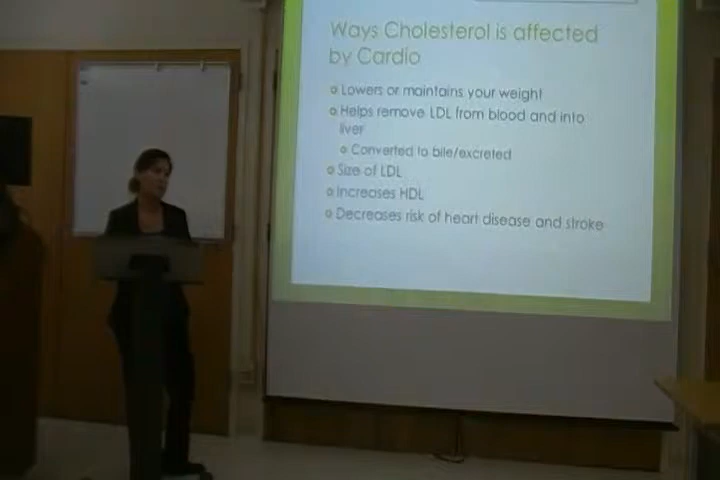 Ways Cholesterol is affected
by Cardio
Lowers or maintains your weight
Helps remove LDL from blood and into
liver
Converted to bile/excreted
Size of LDL
Increases HDL
Decreases risk of heart disease and stroke